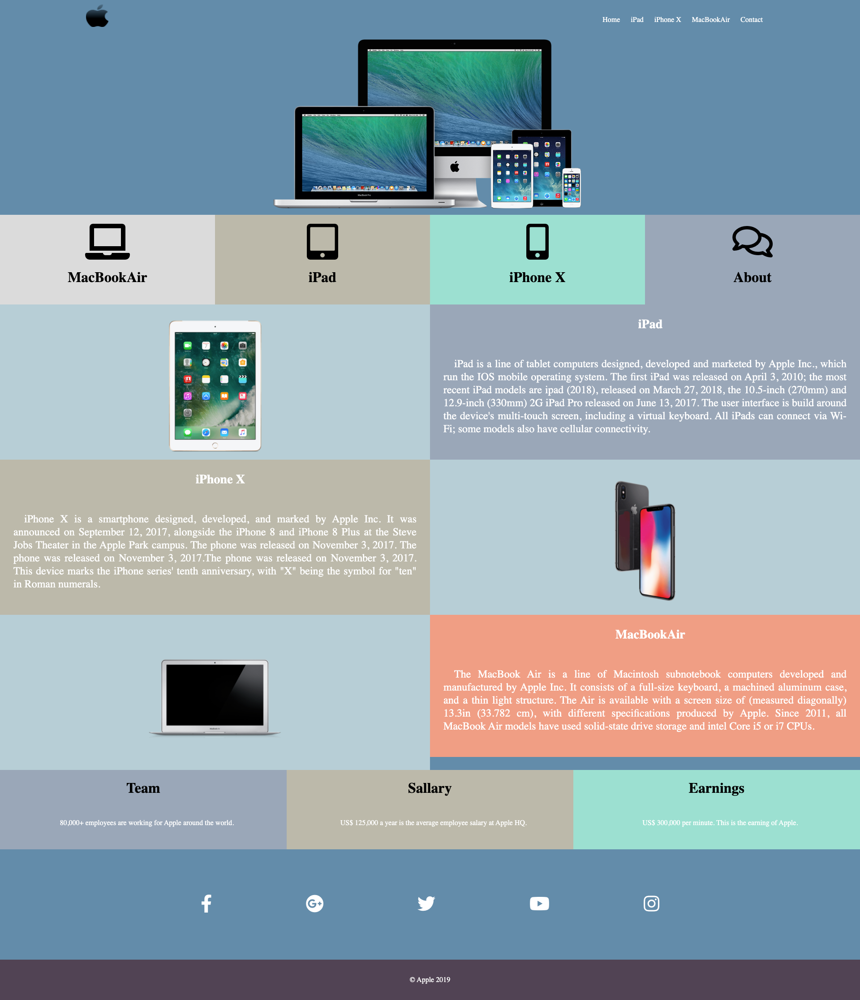 Home iPad iPhone X MacBookAir Contact
MacBook Pro
MacBookAir
iPad
iPhone X
About
iPad
iPad is a line of tablet computers designed, developed and marketed by Apple Inc., which
run the IOS mobile operating system. The first iPad was released on April 3, 2010; the most
recent iPad models are ipad (2018), released on March 27, 2018, the 10.5-inch (270mm) and
12.9-inch (330mm) 2G iPad Pro released on June 13, 2017. The user interface is build around
the device's multi-touch screen, including a virtual keyboard. All iPads can connect via Wi-
Fi; some models also have cellular connectivity.
iPhone X
iPhone X is a smartphone designed, developed, and marked by Apple Inc. It was
announced on September 12, 2017, alongside the iPhone 8 and iPhone 8 Plus at the Steve
Jobs Theater in the Apple Park campus. The phone was released on November 3, 2017. The
phone was released on November 3, 2017.The phone was released on November 3, 2017.
This device marks the iPhone series' tenth anniversary, with "X" being the symbol for "ten"
in Roman numerals.
MacBookAir
The MacBook Air is a line of Macintosh subnotebook computers developed and
manufactured by Apple Inc. It consists of a full-size keyboard, a machined aluminum case,
and a thin light structure. The Air is available with a screen size of (measured diagonally)
13.3in (33.782 cm), with different specifications produced by Apple. Since 2011, all
MacBook Air models have used solid-state drive storage and intel Core i5 or i7 CPUs.
Team
80,000+ employees are working for Apple around the world.
Sallary
US$ 125,000 a year is the average employee salary at Apple HQ.
Earnings
US$ 300,000 per minute. This is the earning of Apple.
© Apple 2019